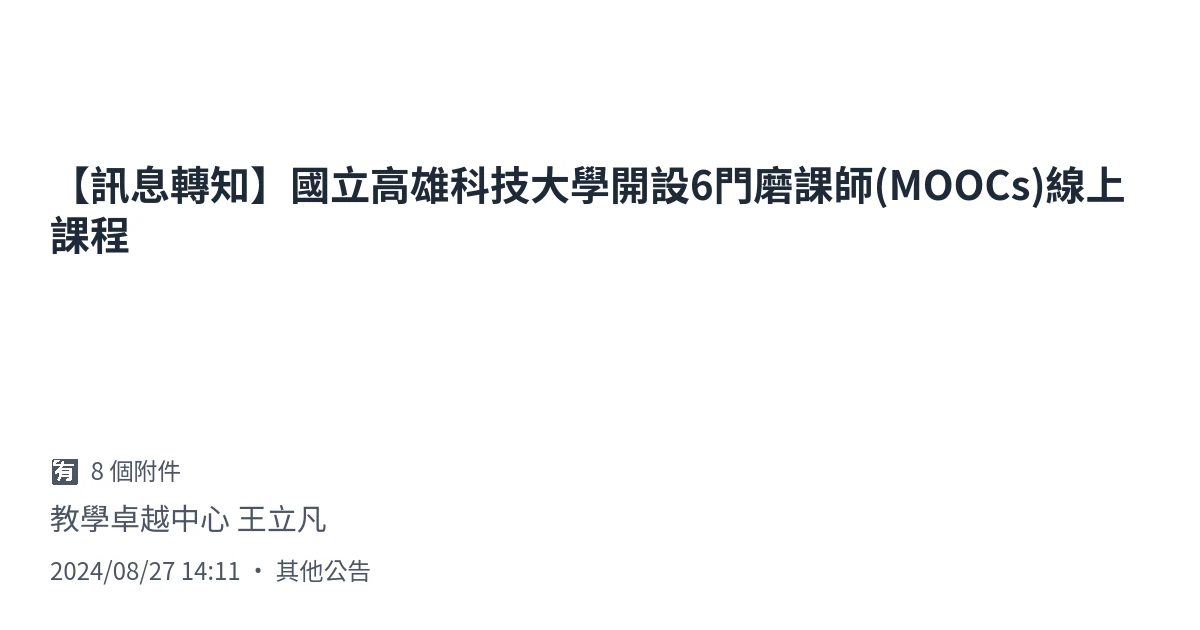 【訊息轉知】國立高雄科技大學開設6門磨課師(MOOCs)線上
課程
有 8 個附件
教學卓越中心 王立凡
2024/08/27 14:11 • 其他公告